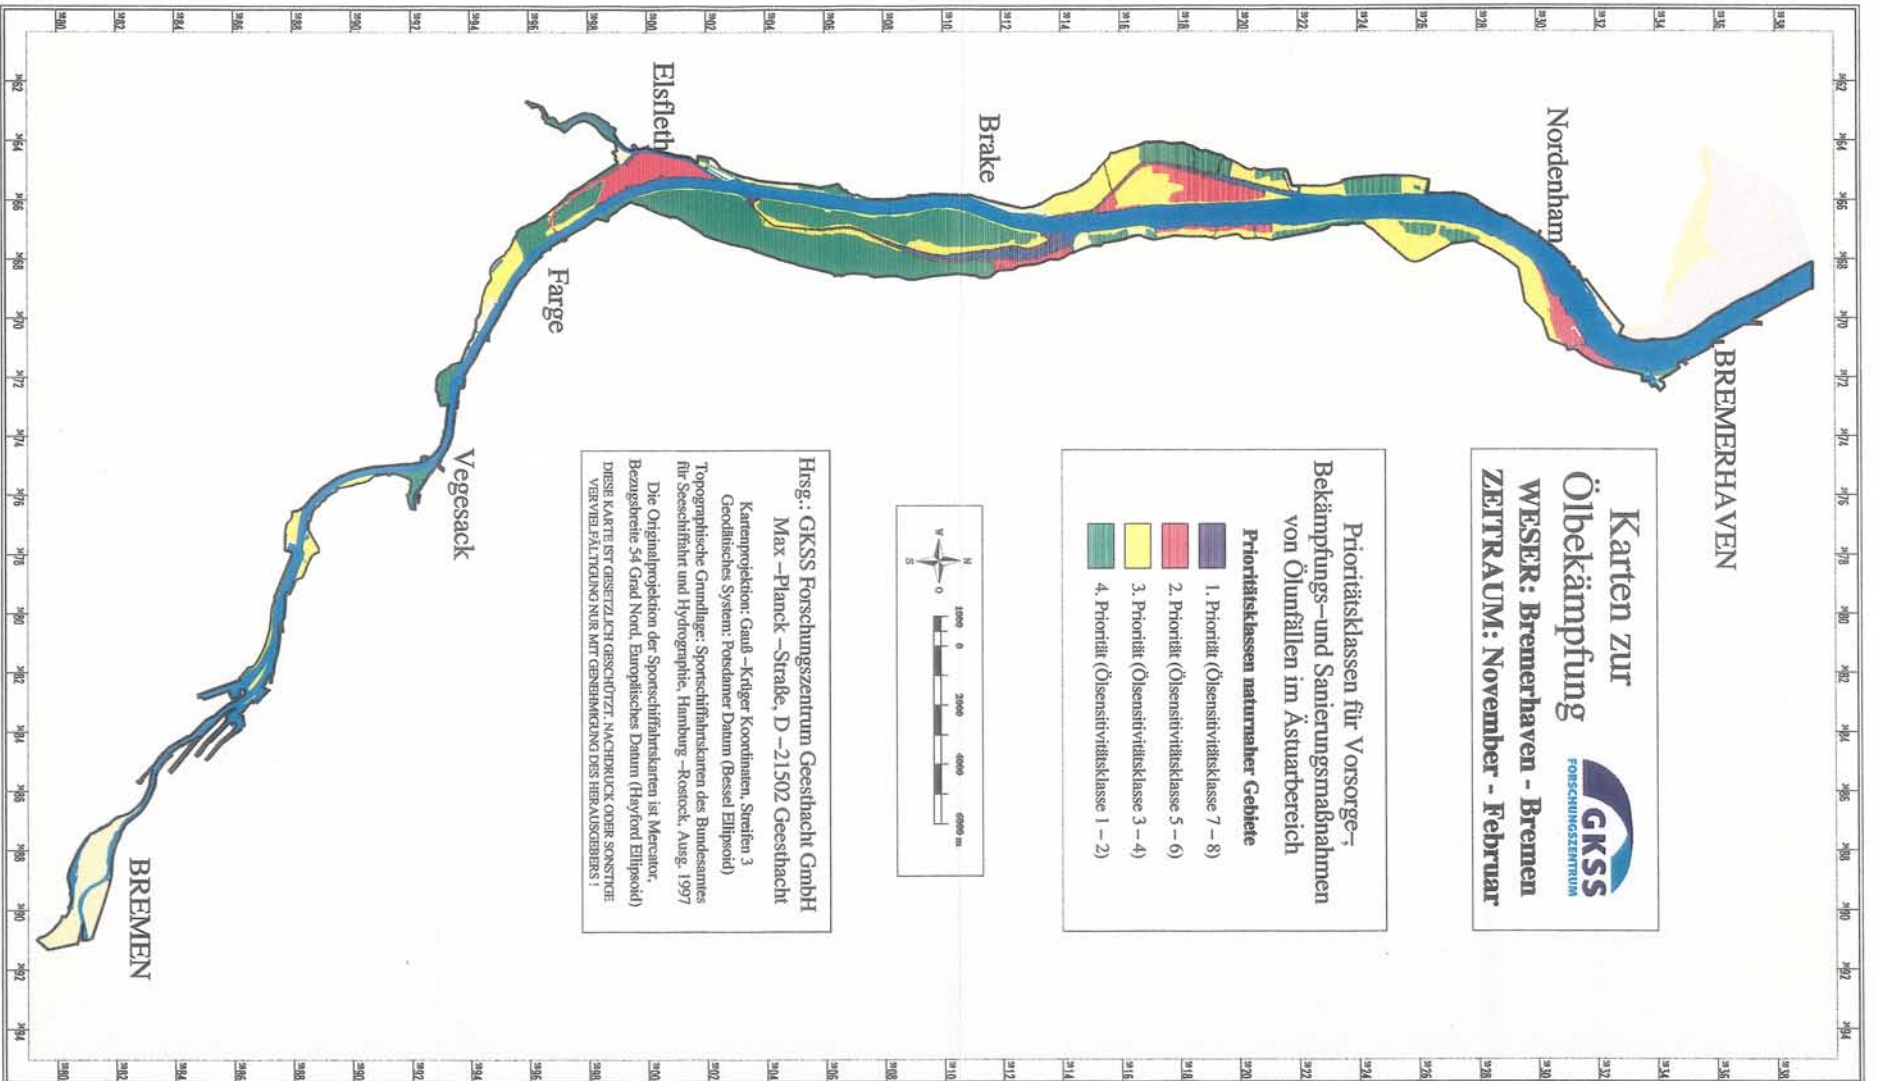 BREMERHAVEN
Nordenham
Brake
Elsfleth
Farge
Vegesack
BREMEN
Karten zur
Ölbekämpfung
WESER: Bremerhaven - Bremen
ZEITRAUM: November - Februar
GKSS
FORSCHUNGSZENTRUM
Prioritätsklassen für Vorsorge–,
Bekämpfungs–und Sanierungsmaßnahmen
von Ölunfällen im Ästuarbereich
Prioritätsklassen naturnaher Gebiete
1. Priorität (Ölsensitivitätsklasse 7 – 8)
2. Priorität (Ölsensitivitätsklasse 5 – 6)
3. Priorität (Ölsensitivitätsklasse 3 – 4)
4. Priorität (Ölsensitivitätsklasse 1 – 2)
N
W O
S
1000 0 2000 4000 6000 m
Hrsg.: GKSS Forschungszentrum Geesthacht GmbH
Max –Planck –Straße, D –21502 Geesthacht
Kartenprojektion: Gauß –Krüger Koordinaten, Streifen 3
Geodätisches System: Potsdamer Datum (Bessel Ellipsoid)
Topographische Grundlage: Sportschiffahrtskarten des Bundesamtes
für Seeschiffahrt und Hydrographie, Hamburg –Rostock, Ausg. 1997
Die Originalprojektion der Sportschiffahrtskarten ist Mercator,
Bezugsbreite 54 Grad Nord, Europäisches Datum (Hayford Ellipsoid)
DIESE KARTE IST GESETZLICH GESCHÜTZT. NACHDRUCK ODER SONSTIGE
VERVIELFÄLTIGUNG NUR MIT GENEHMIGUNG DES HERAUSGEBERS !